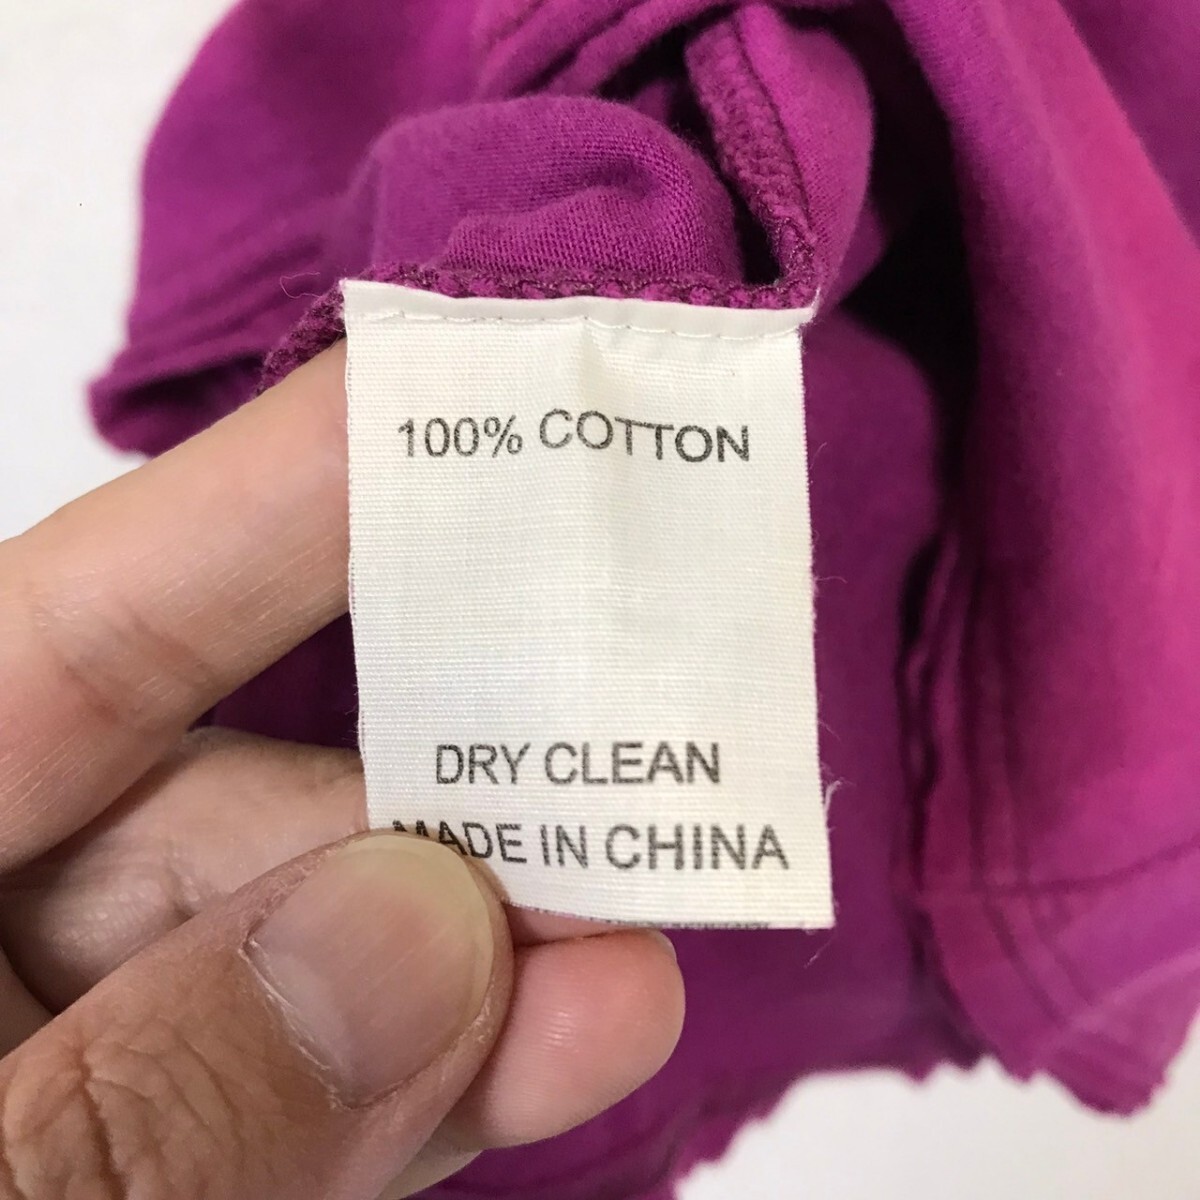 100% COTTON
DRY CLEAN
MADE IN CHINA